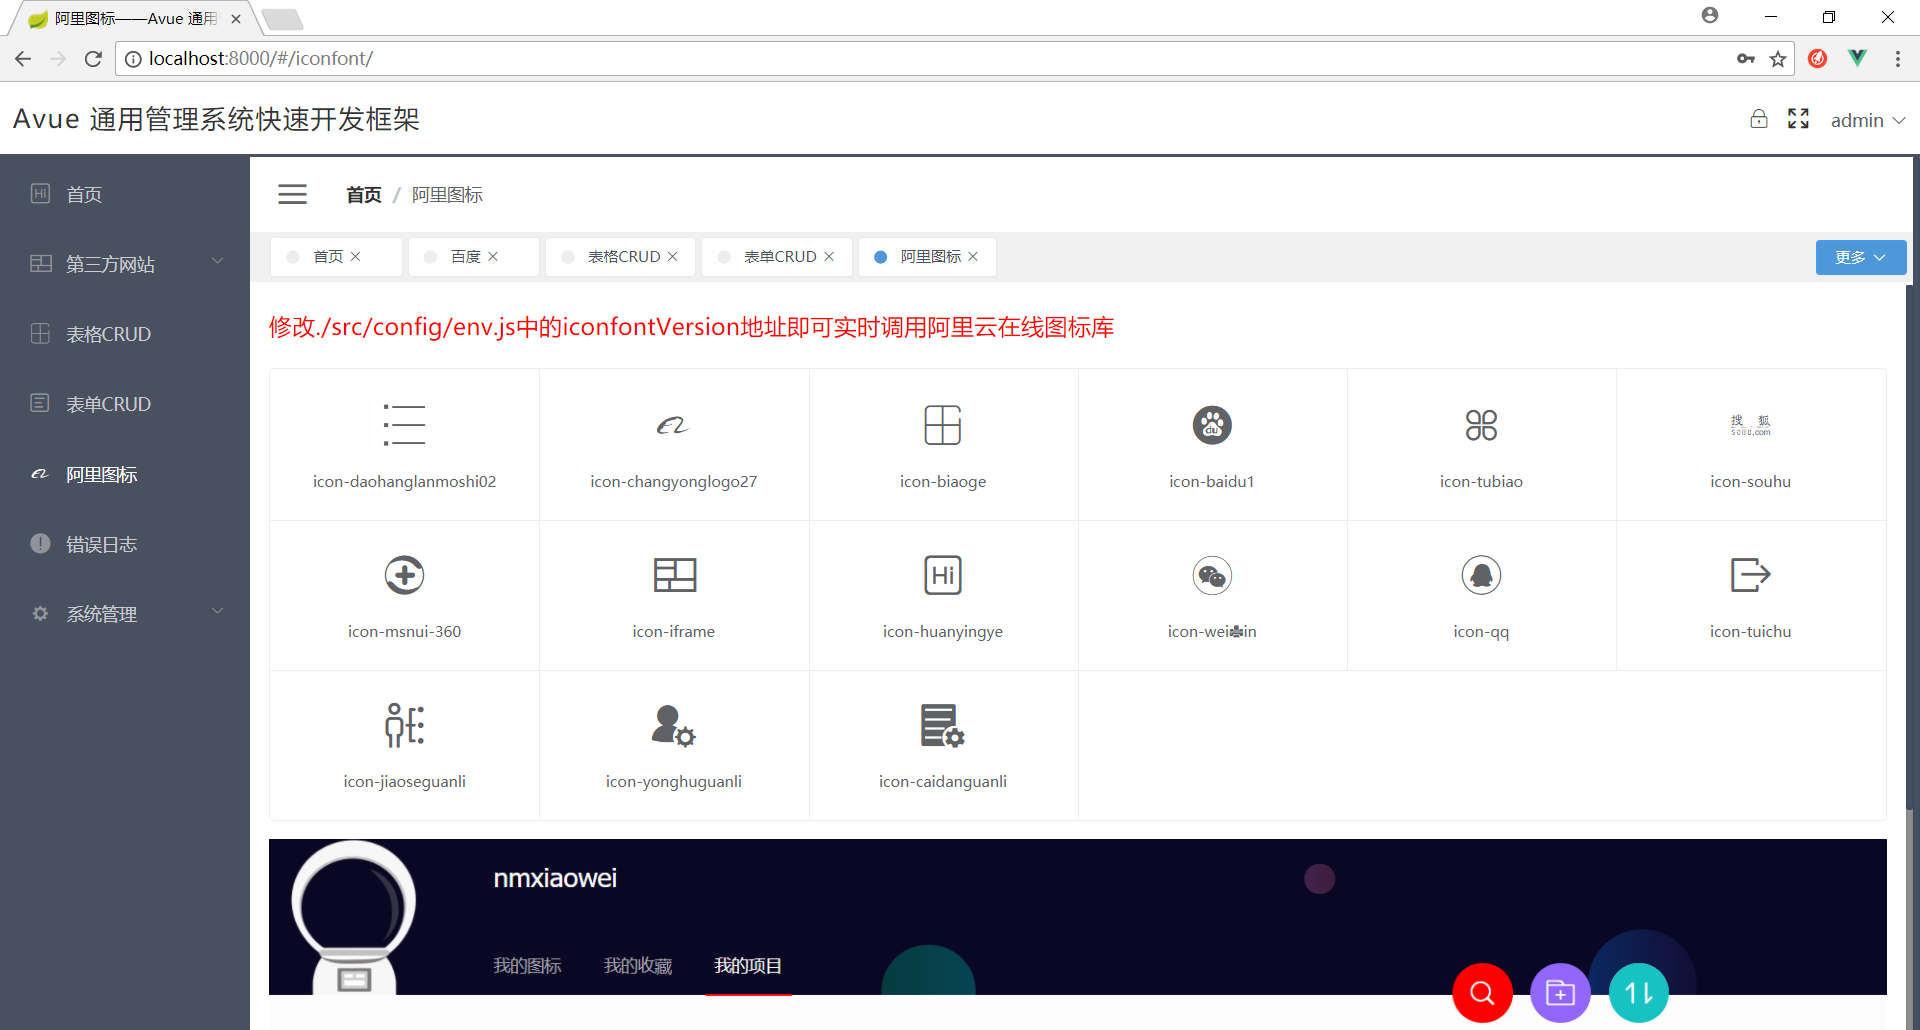 阿里图标——Avue 通用
localhost:8000/#/iconfont/
Avue 通用管理系统快速开发框架
admin
首页
第三方网站
表格CRUD
表单CRUD
阿里图标
错误日志
系统管理
首页 / 阿里图标
首页 百度 表格CRUD 表单CRUD 阿里图标 更多
修改./src/config/env.js中的iconfontVersion地址即可实时调用阿里云在线图标库
du 搜 狐
SOHU.com
icon-daohanglanmoshi02 icon-changyonglogo27 icon-biaoge icon-baidu1 icon-tubiao icon-souhu
Hi
icon-msnui-360 icon-iframe icon-huanyingye icon-wei in icon-qq icon-tuichu
icon-jiaoseguanli icon-yonghuguanli icon-caidanguanli
nmxiaowei
我的图标 我的收藏 我的项目